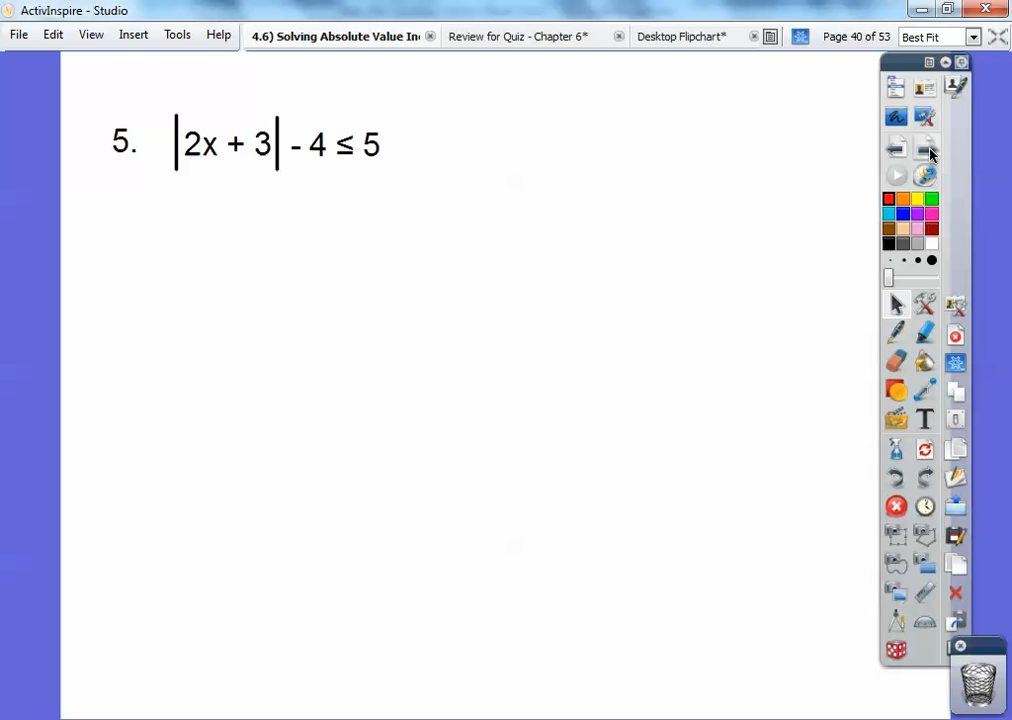 ActivInspire - Studio
File Edit View Insert Tools Help 4.6) Solving Absolute Value In Review for Quiz - Chapter 6* Desktop Flipchart* Page 40 of 53 Best Fit
5. |2x + 3| - 4 ≤ 5
T